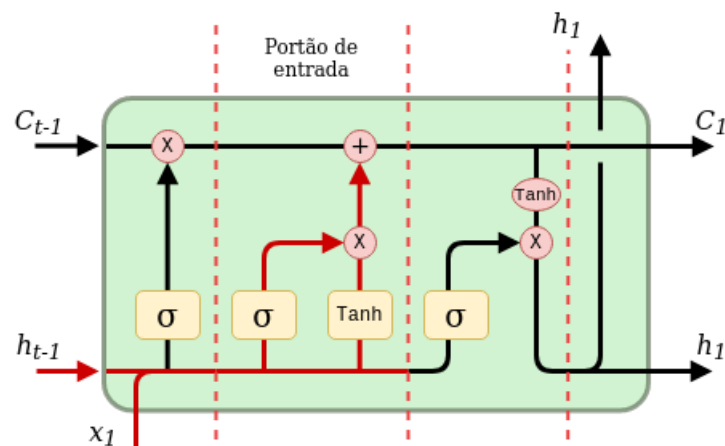 h₁
Portão de
entrada
Cₜ₋₁
X
+
C₁
Tanh
X
X
σ
σ
Tanh
σ
hₜ₋₁
h₁
x₁